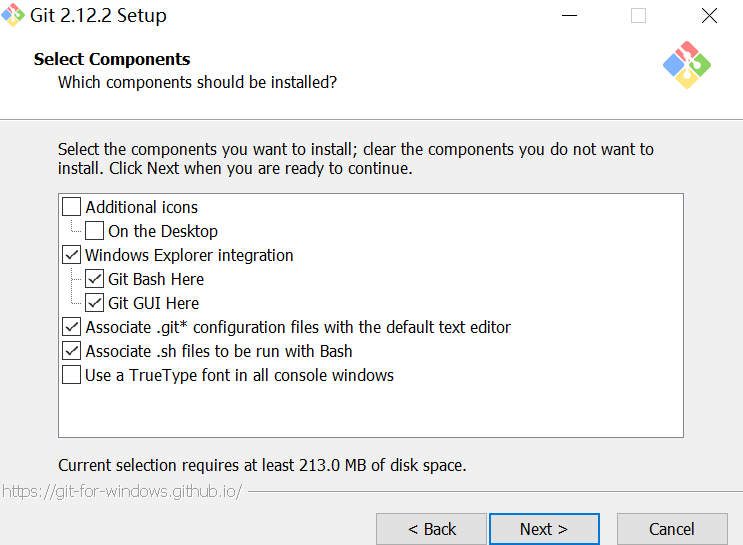 Git 2.12.2 Setup
Select Components
Which components should be installed?
Select the components you want to install; clear the components you do not want to
install. Click Next when you are ready to continue.
Additional icons
On the Desktop
Windows Explorer integration
Git Bash Here
Git GUI Here
Associate .git* configuration files with the default text editor
Associate .sh files to be run with Bash
Use a TrueType font in all console windows
Current selection requires at least 213.0 MB of disk space.
https://git-for-windows.github.io/
< Back
Next >
Cancel